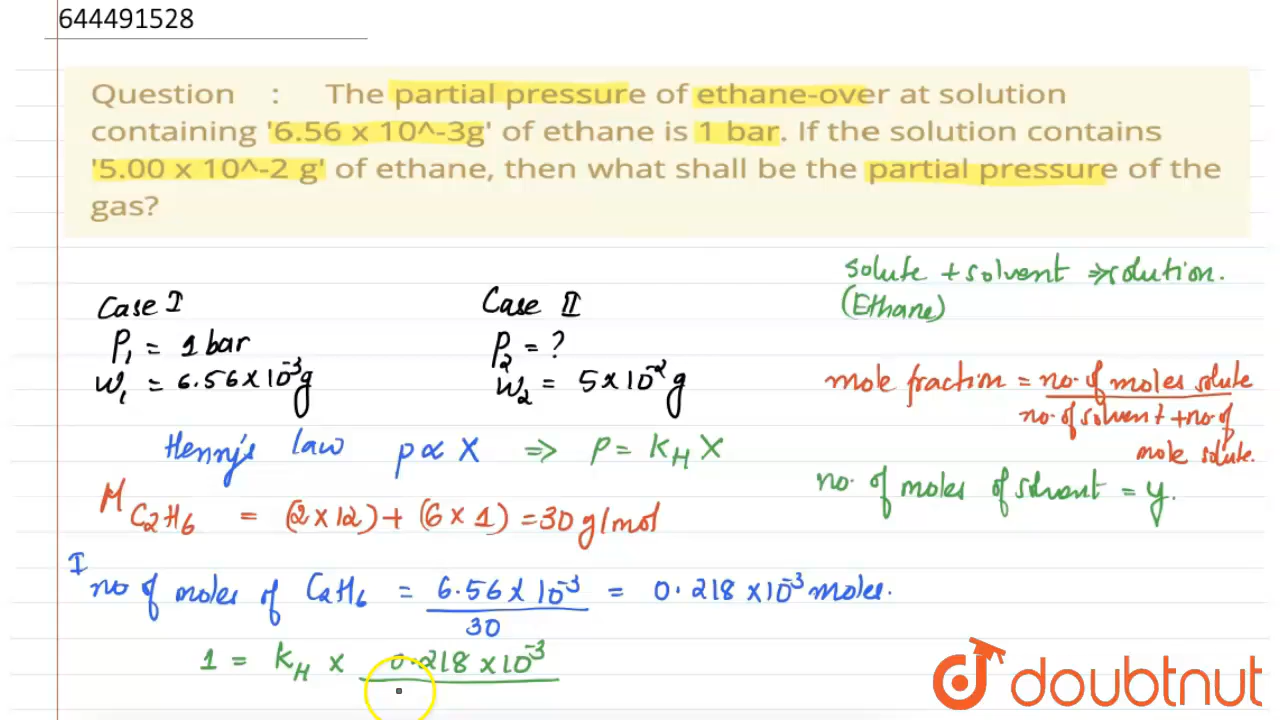 644491528
Question : The partial pressure of ethane-over at solution
containing '6.56 x 10^-3g' of ethane is 1 bar. If the solution contains
'5.00 x 10^-2 g' of ethane, then what shall be the partial pressure of the
gas?
Case I
P₁ = 1 bar
W₁ = 6.56 × 10⁻³g
Case II
P₂ = ?
W₂ = 5 × 10⁻² g
solute + solvent ⇒ solution.
(Ethane)
mole fraction = no. of moles solute
no. of solvent + no. of
mole solute.
no. of moles of solvent = y.
Henry's law p ∝ X ⇒ P = K_H X
M C₂H₆ = (2 × 12) + (6 × 1) = 30 g/mol
I
no of moles of C₂H₆ = 6.56 × 10⁻³ = 0.218 × 10⁻³ moles.
30
1 = K_H × 0.218 × 10⁻³
doubtnut